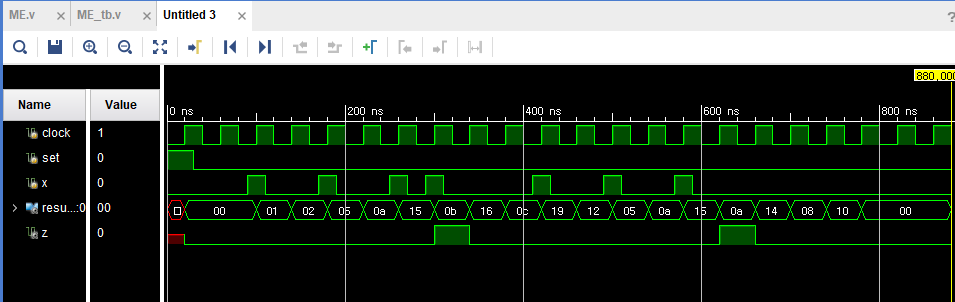 ME.v × ME_tb.v × Untitled 3 ×
?
880,000
Name Value
0 ns 200 ns 400 ns 600 ns 800 ns
clock 1
set 0
x 0
resu...:0 00 00 01 02 05 0a 15 0b 16 0c 19 12 05 0a 15 0a 14 08 10 00
z 0